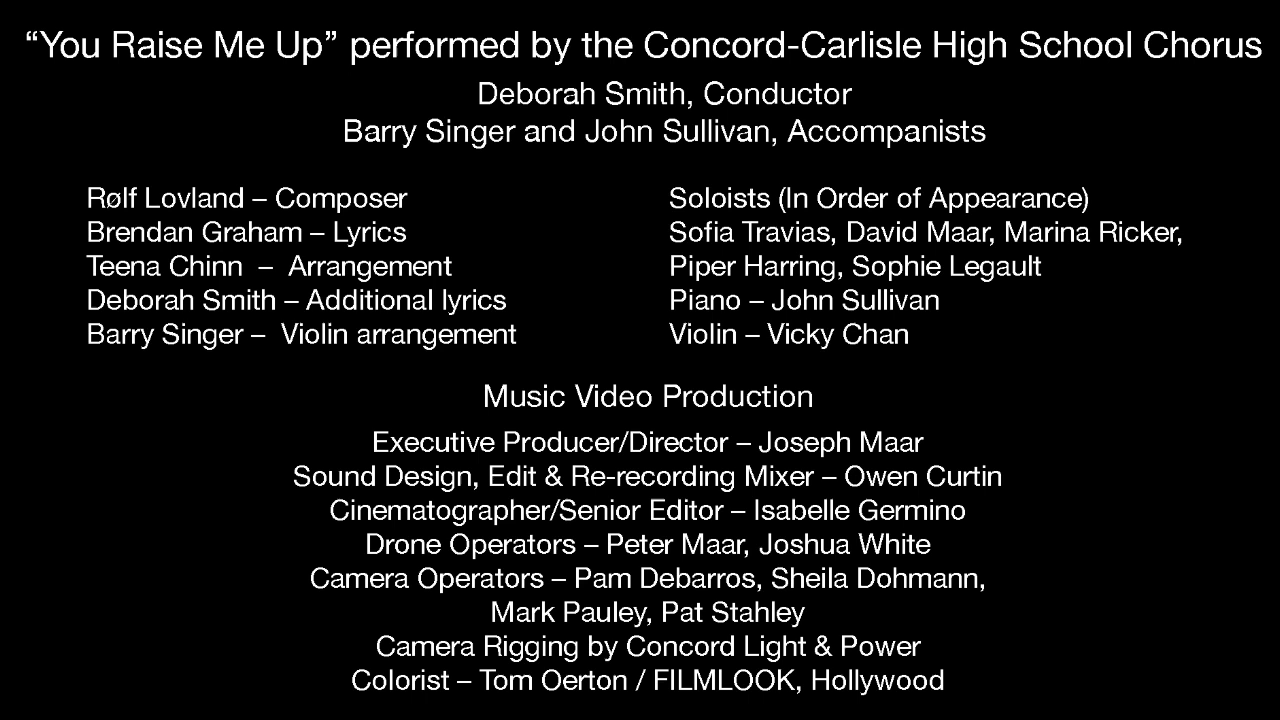 “You Raise Me Up” performed by the Concord-Carlisle High School Chorus
Deborah Smith, Conductor
Barry Singer and John Sullivan, Accompanists
Rølf Lovland – Composer
Brendan Graham – Lyrics
Teena Chinn – Arrangement
Deborah Smith – Additional lyrics
Barry Singer – Violin arrangement
Soloists (In Order of Appearance)
Sofia Travias, David Maar, Marina Ricker,
Piper Harring, Sophie Legault
Piano – John Sullivan
Violin – Vicky Chan
Music Video Production
Executive Producer/Director – Joseph Maar
Sound Design, Edit & Re-recording Mixer – Owen Curtin
Cinematographer/Senior Editor – Isabelle Germino
Drone Operators – Peter Maar, Joshua White
Camera Operators – Pam Debarros, Sheila Dohmann,
Mark Pauley, Pat Stahley
Camera Rigging by Concord Light & Power
Colorist – Tom Oerton / FILMLOOK, Hollywood